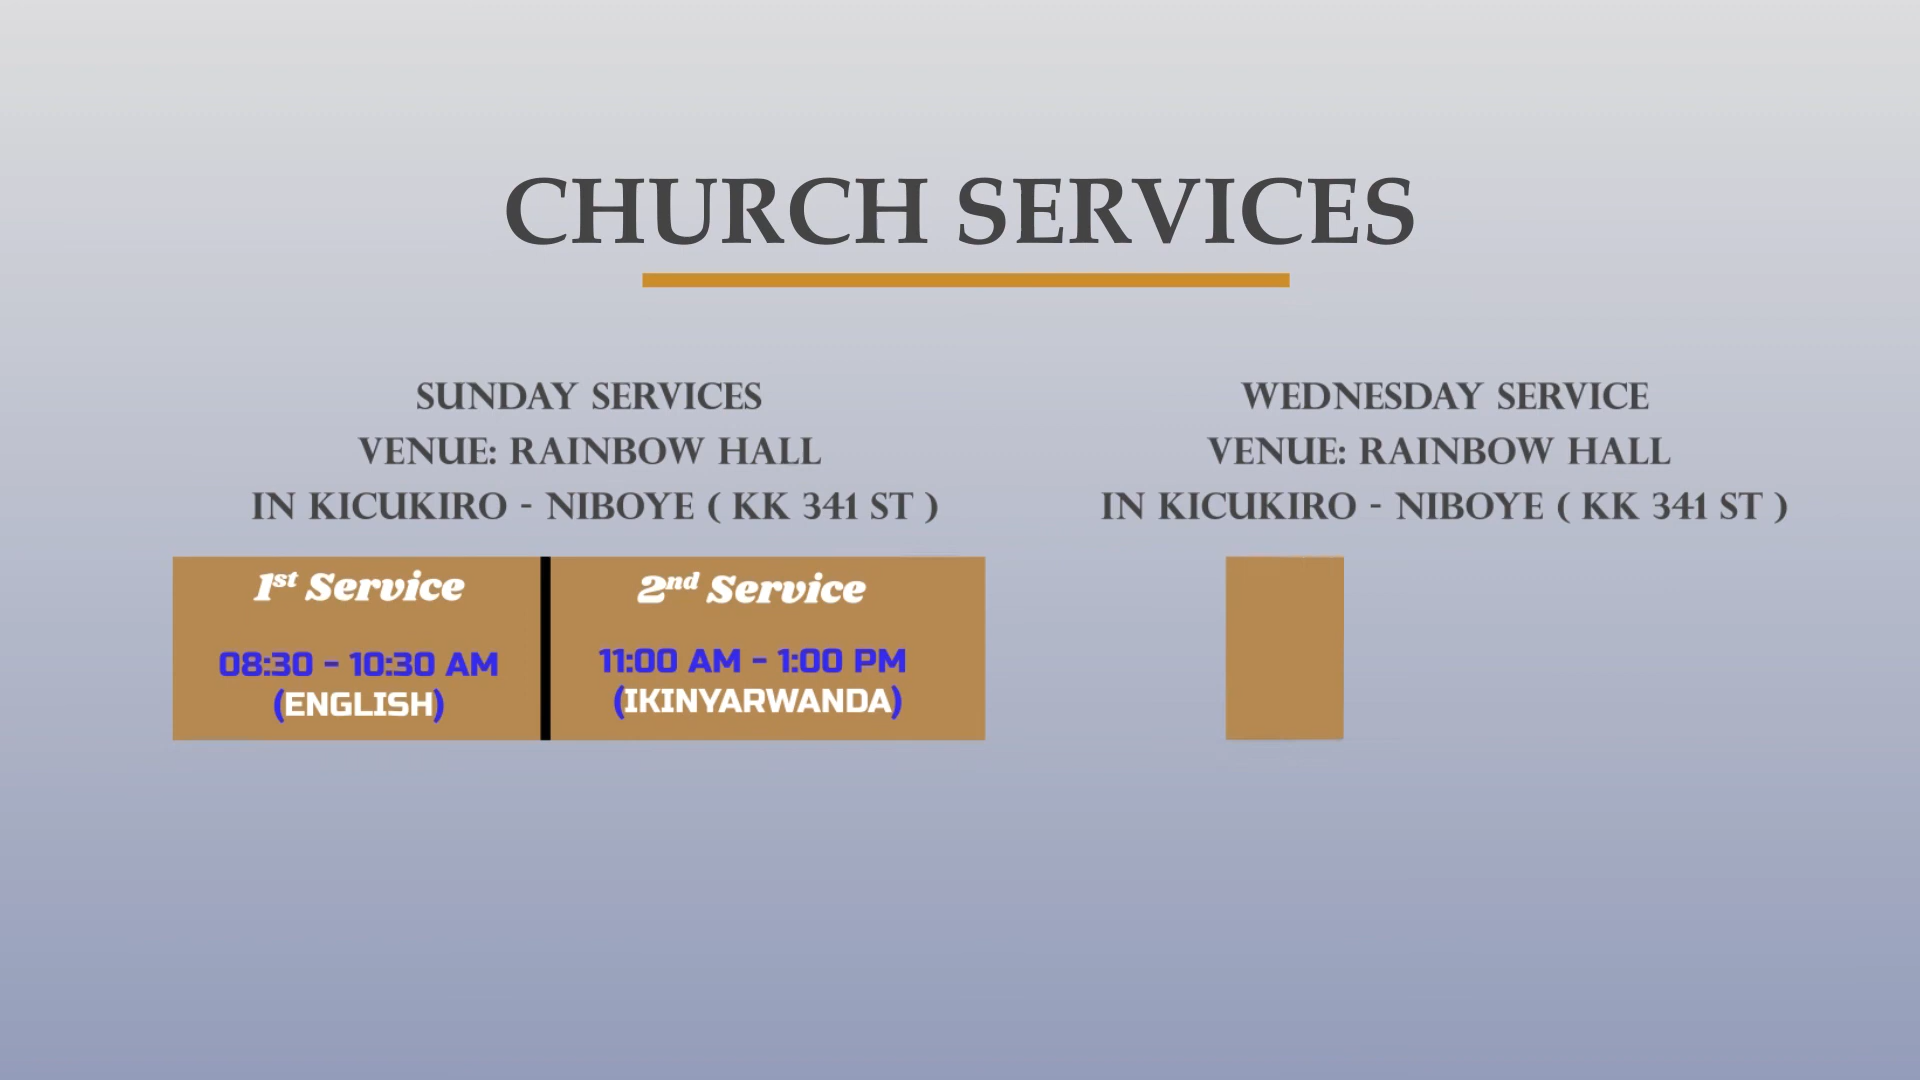 CHURCH SERVICES
SUNDAY SERVICES
VENUE: RAINBOW HALL
IN KICUKIRO - NIBOYE ( KK 341 ST )
1st Service
08:30 - 10:30 AM
(ENGLISH)
2nd Service
11:00 AM - 1:00 PM
(IKINYARWANDA)
WEDNESDAY SERVICE
VENUE: RAINBOW HALL
IN KICUKIRO - NIBOYE ( KK 341 ST )